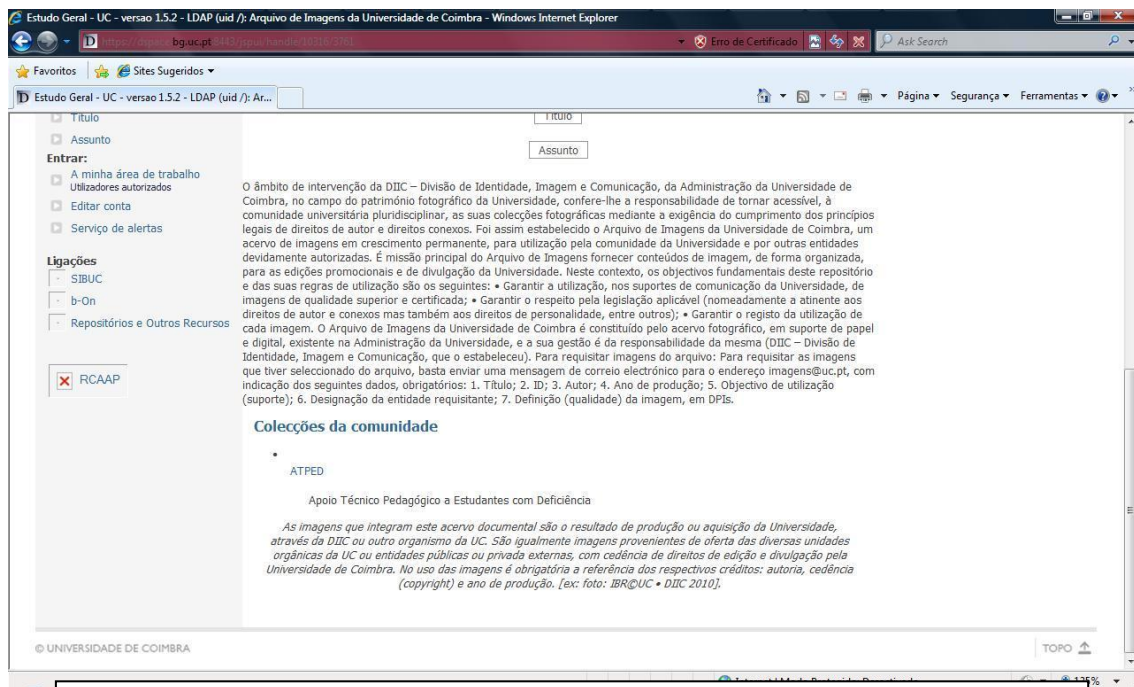 Estudo Geral - UC - versao 1.5.2 - LDAP (uid /): Arquivo de Imagens da Universidade de Coimbra - Windows Internet Explorer
https://dspace.bg.uc.pt:8443/jspui/handle/10316/3761
Erro de Certificado
Ask Search
Favoritos
Sites Sugeridos
Estudo Geral - UC - versao 1.5.2 - LDAP (uid /): Ar...
Página
Segurança
Ferramentas
Título
Assunto
Entrar:
A minha área de trabalho
Utilizadores autorizados
Editar conta
Serviço de alertas
Ligações
SIBUC
b-On
Repositórios e Outros Recursos
RCAAP
Título
Assunto
O âmbito de intervenção da DIIC – Divisão de Identidade, Imagem e Comunicação, da Administração da Universidade de
Coimbra, no campo do património fotográfico da Universidade, confere-lhe a responsabilidade de tornar acessível, à
comunidade universitária pluridisciplinar, as suas colecções fotográficas mediante a exigência do cumprimento dos princípios
legais de direitos de autor e direitos conexos. Foi assim estabelecido o Arquivo de Imagens da Universidade de Coimbra, um
acervo de imagens em crescimento permanente, para utilização pela comunidade da Universidade e por outras entidades
devidamente autorizadas. É missão principal do Arquivo de Imagens fornecer conteúdos de imagem, de forma organizada,
para as edições promocionais e de divulgação da Universidade. Neste contexto, os objectivos fundamentais deste repositório
e das suas regras de utilização são os seguintes: • Garantir a utilização, nos suportes de comunicação da Universidade, de
imagens de qualidade superior e certificada; • Garantir o respeito pela legislação aplicável (nomeadamente a atinente aos
direitos de autor e conexos mas também aos direitos de personalidade, entre outros); • Garantir o registo da utilização de
cada imagem. O Arquivo de Imagens da Universidade de Coimbra é constituído pelo acervo fotográfico, em suporte de papel
e digital, existente na Administração da Universidade, e a sua gestão é da responsabilidade da mesma (DIIC – Divisão de
Identidade, Imagem e Comunicação, que o estabeleceu). Para requisitar imagens do arquivo: Para requisitar as imagens
que tiver seleccionado do arquivo, basta enviar uma mensagem de correio electrónico para o endereço imagens@uc.pt, com
indicação dos seguintes dados, obrigatórios: 1. Título; 2. ID; 3. Autor; 4. Ano de produção; 5. Objectivo de utilização
(suporte); 6. Designação da entidade requisitante; 7. Definição (qualidade) da imagem, em DPIs.
Colecções da comunidade
•
ATPED
Apoio Técnico Pedagógico a Estudantes com Deficiência
As imagens que integram este acervo documental são o resultado de produção ou aquisição da Universidade,
através da DIIC ou outro organismo da UC. São igualmente imagens provenientes de oferta das diversas unidades
orgânicas da UC ou entidades públicas ou privada externas, com cedência de direitos de edição e divulgação pela
Universidade de Coimbra. No uso das imagens é obrigatória a referência dos respectivos créditos: autoria, cedência
(copyright) e ano de produção. [ex: foto: IBR@UC • DIIC 2010].
© UNIVERSIDADE DE COIMBRA
TOPO
125%